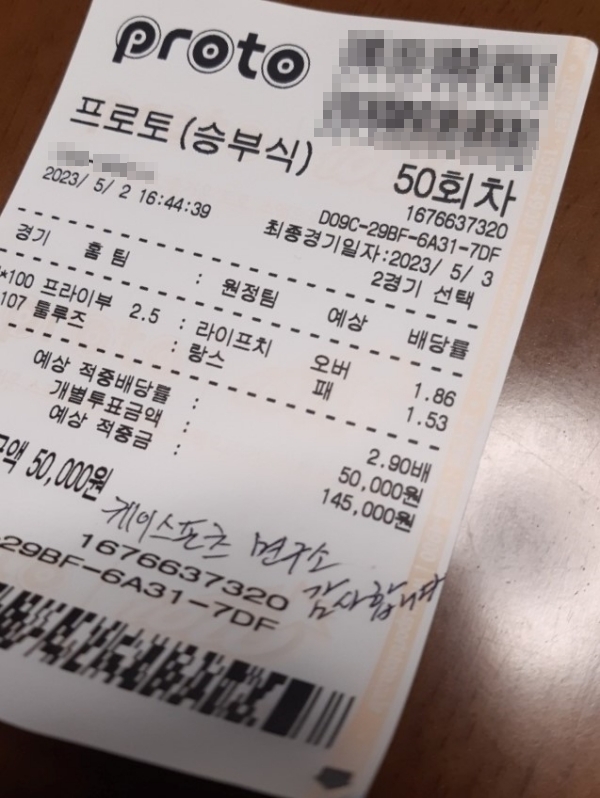 proto
프로토(승부식)
50회차
2023/ 5/ 2 16:44:39
1676637320
D09C-29BF-6A31-7DF
최종경기일자:2023/ 5/ 3
2경기 선택
경기 홈팀 : 원정팀 예상 배당률
*100 프라이부 2.5 : 라이프치 오버 1.86
107 툴루즈 : 랑스 패 1.53
예상 적중배당률 : 2.90배
개별투표금액 : 50,000원
예상 적중금 : 145,000원
액 50,000원
케이스포츠 면자소
감사합니다
1676637320
29BF-6A31-7DF